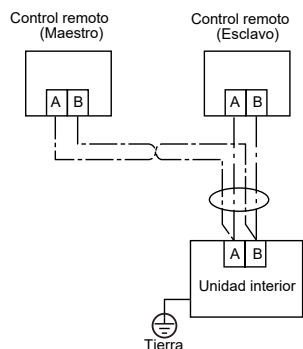 Control remoto
(Maestro)
Control remoto
(Esclavo)
A B
A B
A B
Unidad interior
Tierra